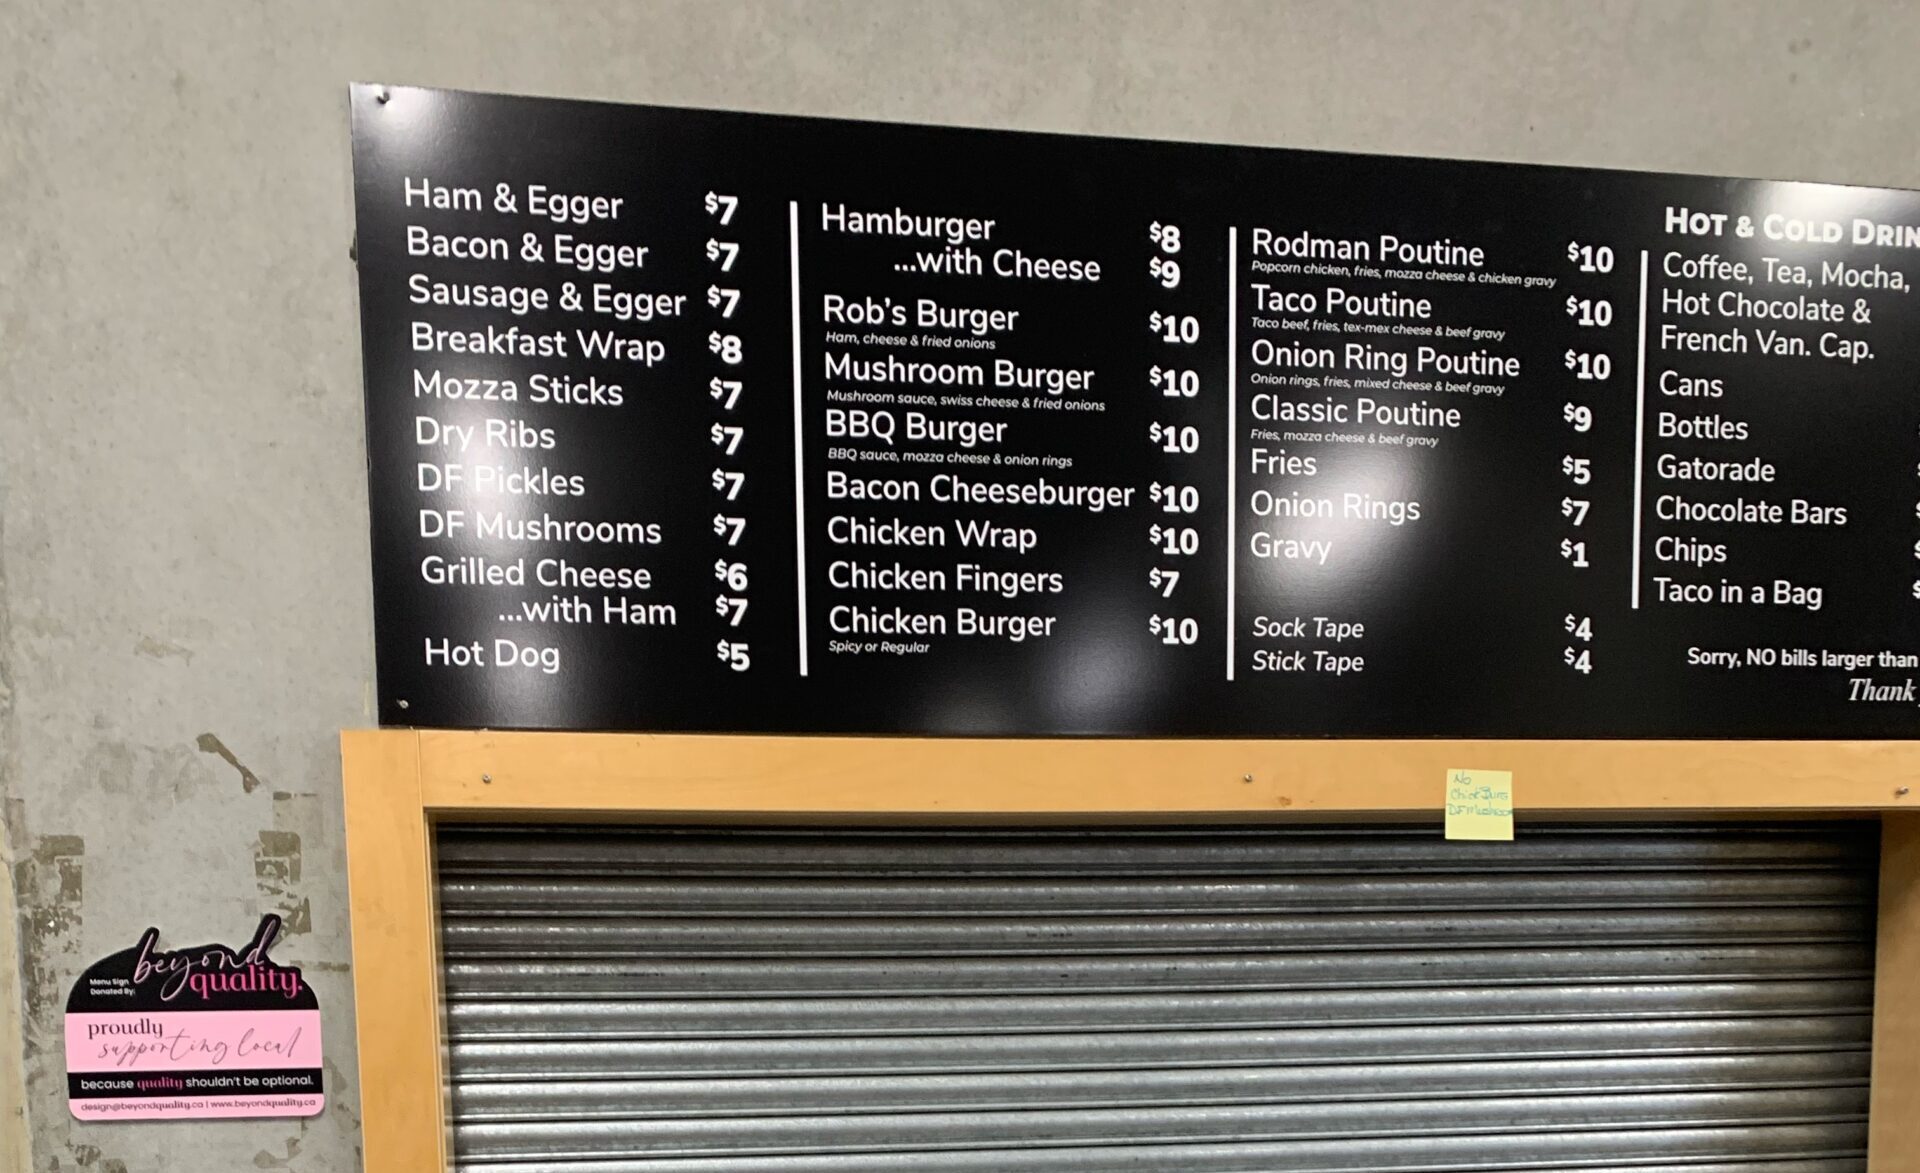 Ham & Egger $7
Bacon & Egger $7
Sausage & Egger $7
Breakfast Wrap $8
Mozza Sticks $7
Dry Ribs $7
DF Pickles $7
DF Mushrooms $7
Grilled Cheese $6
...with Ham $7
Hot Dog $5
Hamburger $8
...with Cheese $9
Rob's Burger $10
Ham, cheese & fried onions
Mushroom Burger $10
Mushroom sauce, swiss cheese & fried onions
BBQ Burger $10
BBQ sauce, mozza cheese & onion rings
Bacon Cheeseburger $10
Chicken Wrap $10
Chicken Fingers $7
Chicken Burger $10
Spicy or Regular
Rodman Poutine $10
Popcorn chicken, fries, mozza cheese & chicken gravy
Taco Poutine $10
Taco beef, fries, tex-mex cheese & beef gravy
Onion Ring Poutine $10
Onion rings, fries, mixed cheese & beef gravy
Classic Poutine $9
Fries, mozza cheese & beef gravy
Fries $5
Onion Rings $7
Gravy $1
Sock Tape $4
Stick Tape $4
HOT & COLD DRIN
Coffee, Tea, Mocha,
Hot Chocolate &
French Van. Cap.
Cans
Bottles
Gatorade
Chocolate Bars
Chips
Taco in a Bag
Sorry, NO bills larger than
Thank
No
DF Mushroom
Menu Sign
Donated By:
beyond
quality.
proudly
supporting local
because quality shouldn't be optional.
design@beyondquality.ca | www.beyondquality.ca